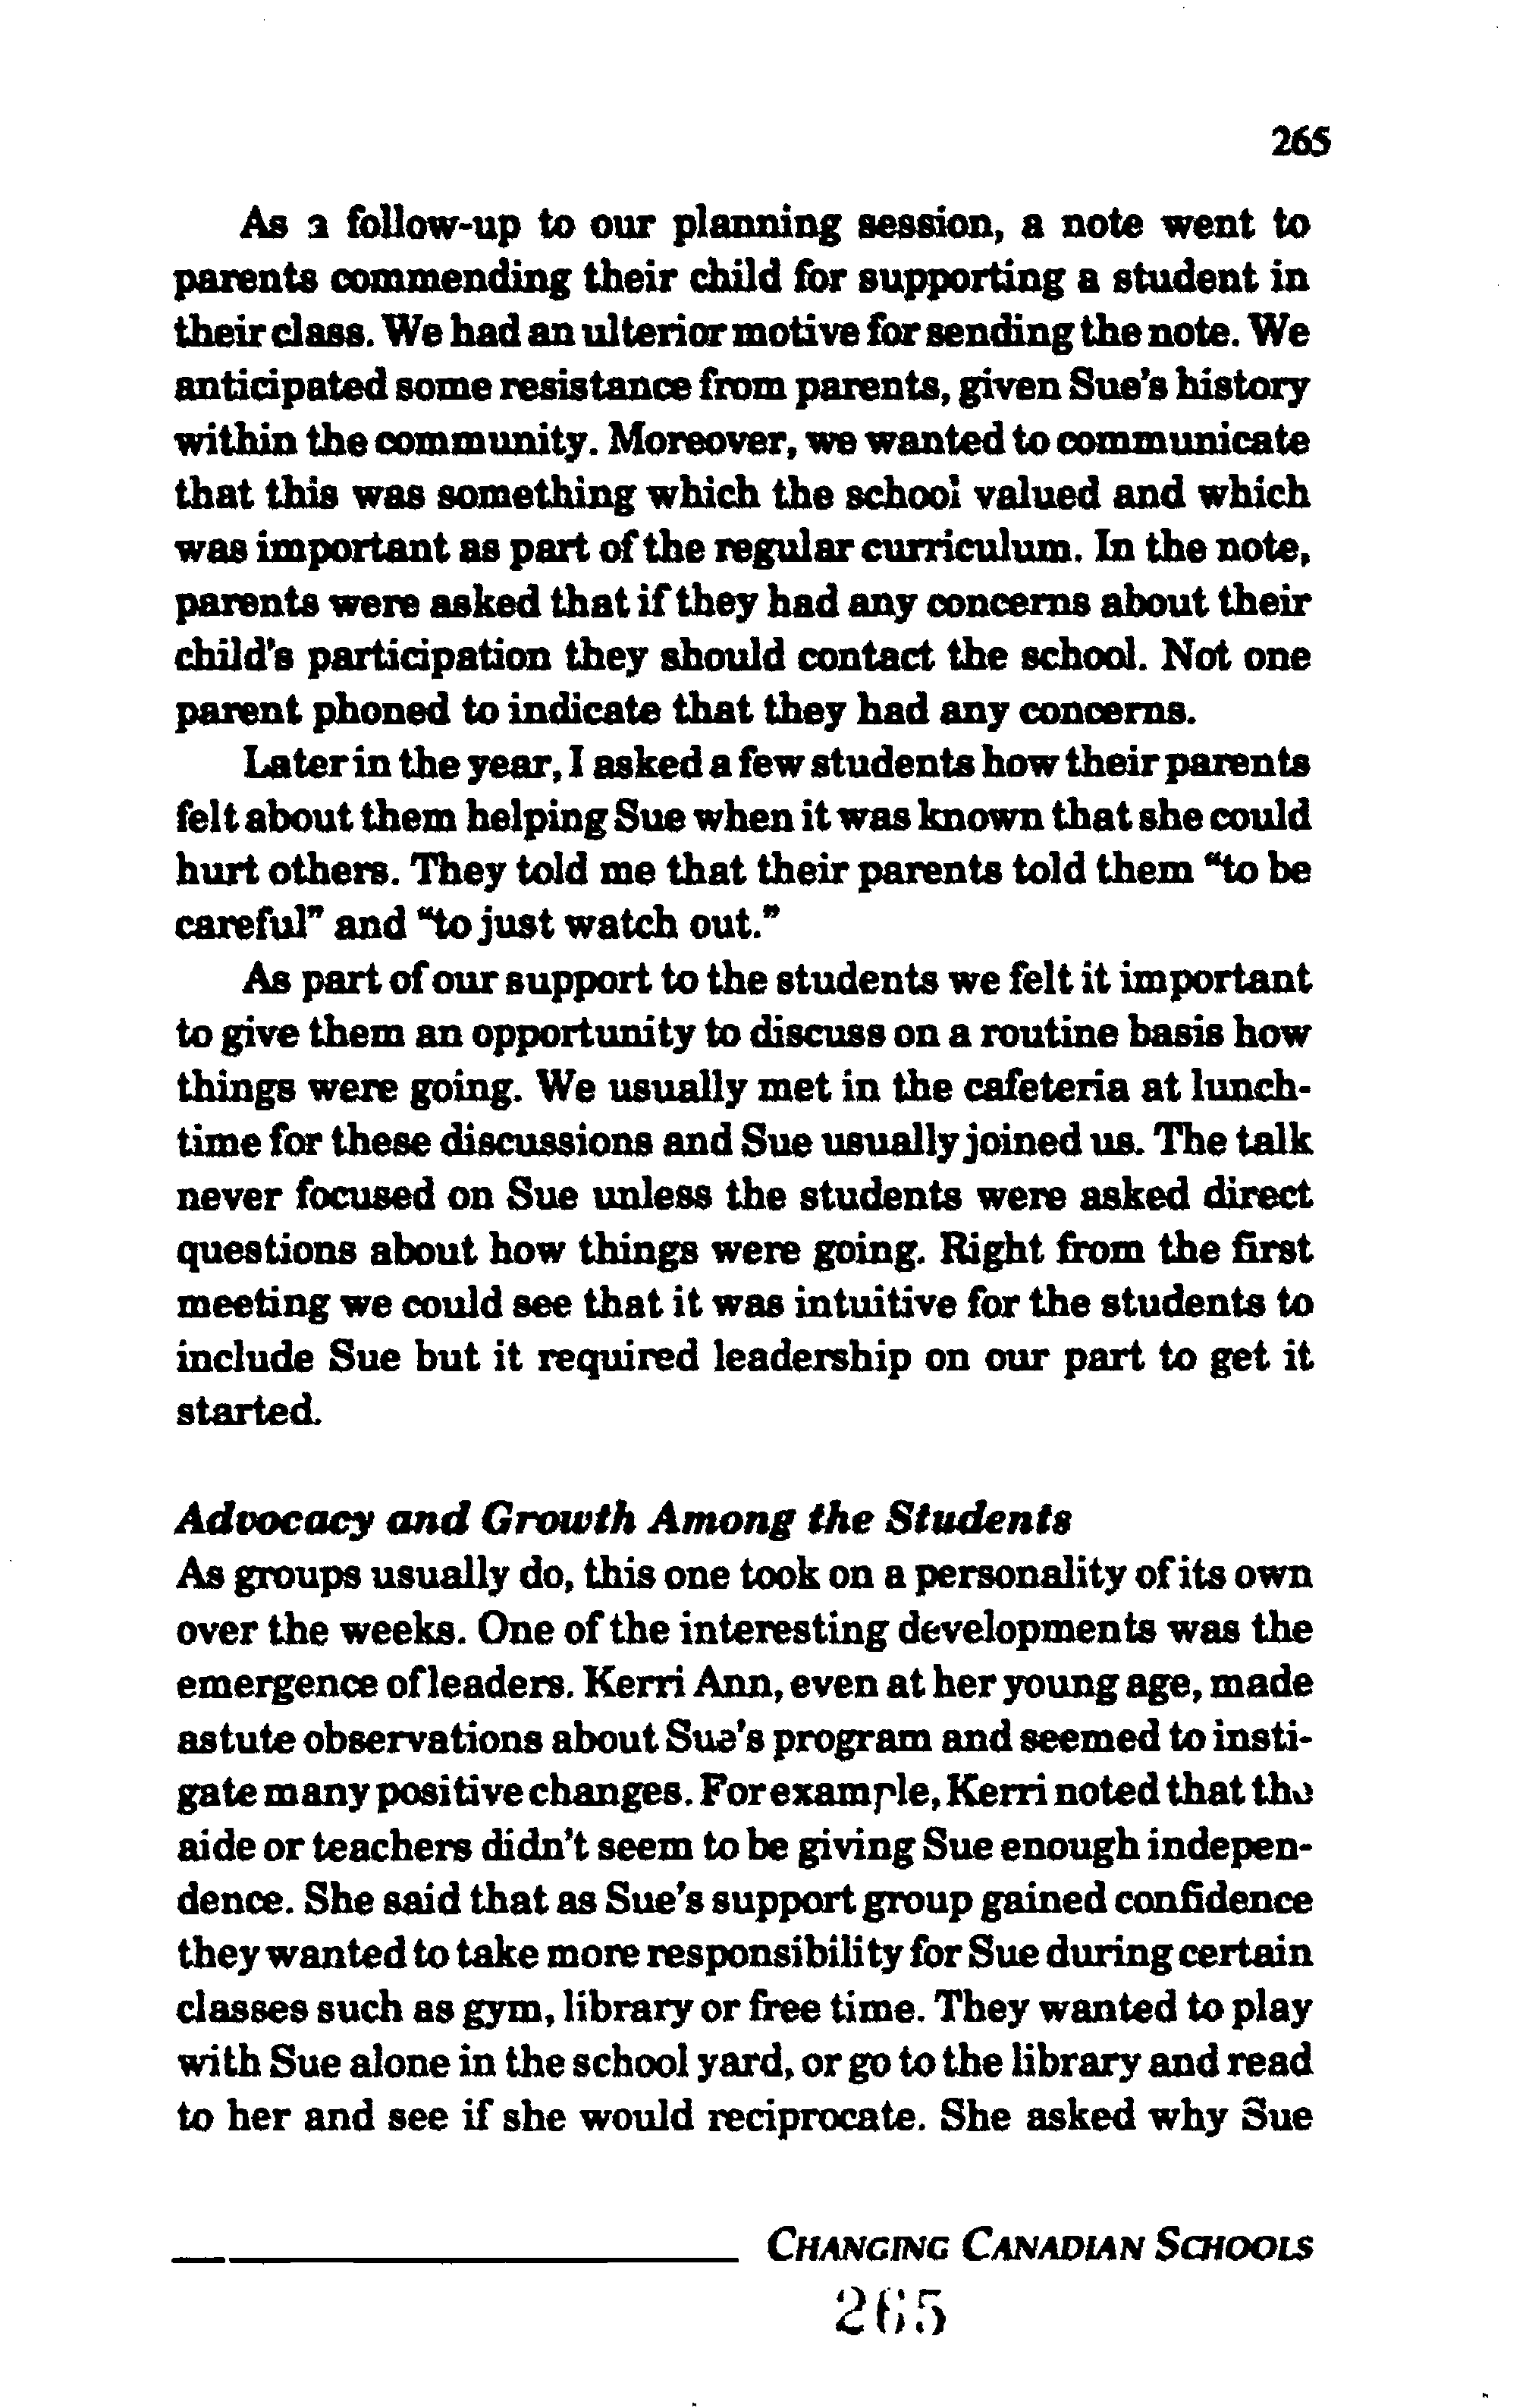 265
As a follow-up to our planning session, a note went to
parents commending their child for supporting a student in
their class. We had an ulterior motive for sending the note. We
anticipated some resistance from parents, given Sue's history
within the community. Moreover, we wanted to communicate
that this was something which the school valued and which
was important as part of the regular curriculum. In the note,
parents were asked that if they had any concerns about their
child's participation they should contact the school. Not one
parent phoned to indicate that they had any concerns.
Later in the year, I asked a few students how their parents
felt about them helping Sue when it was known that she could
hurt others. They told me that their parents told them "to be
careful" and "to just watch out."
As part of our support to the students we felt it important
to give them an opportunity to discuss on a routine basis how
things were going. We usually met in the cafeteria at lunch-
time for these discussions and Sue usually joined us. The talk
never focused on Sue unless the students were asked direct
questions about how things were going. Right from the first
meeting we could see that it was intuitive for the students to
include Sue but it required leadership on our part to get it
started.
Advocacy and Growth Among the Students
As groups usually do, this one took on a personality of its own
over the weeks. One of the interesting developments was the
emergence of leaders. Kerri Ann, even at her young age, made
astute observations about Sue's program and seemed to insti-
gate many positive changes. For example, Kerri noted that the
aide or teachers didn't seem to be giving Sue enough indepen-
dence. She said that as Sue's support group gained confidence
they wanted to take more responsibility for Sue during certain
classes such as gym, library or free time. They wanted to play
with Sue alone in the school yard, or go to the library and read
to her and see if she would reciprocate. She asked why Sue
CHANGING CANADIAN SCHOOLS
265